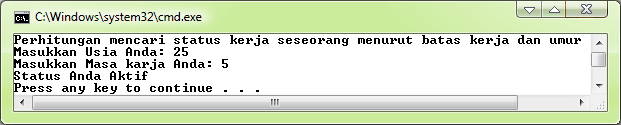 C:\Windows\system32\cmd.exe
Perhitungan mencari status kerja seseorang menurut batas kerja dan umur
Masukkan Usia Anda: 25
Masukkan Masa karja Anda: 5
Status Anda Aktif
Press any key to continue . . .